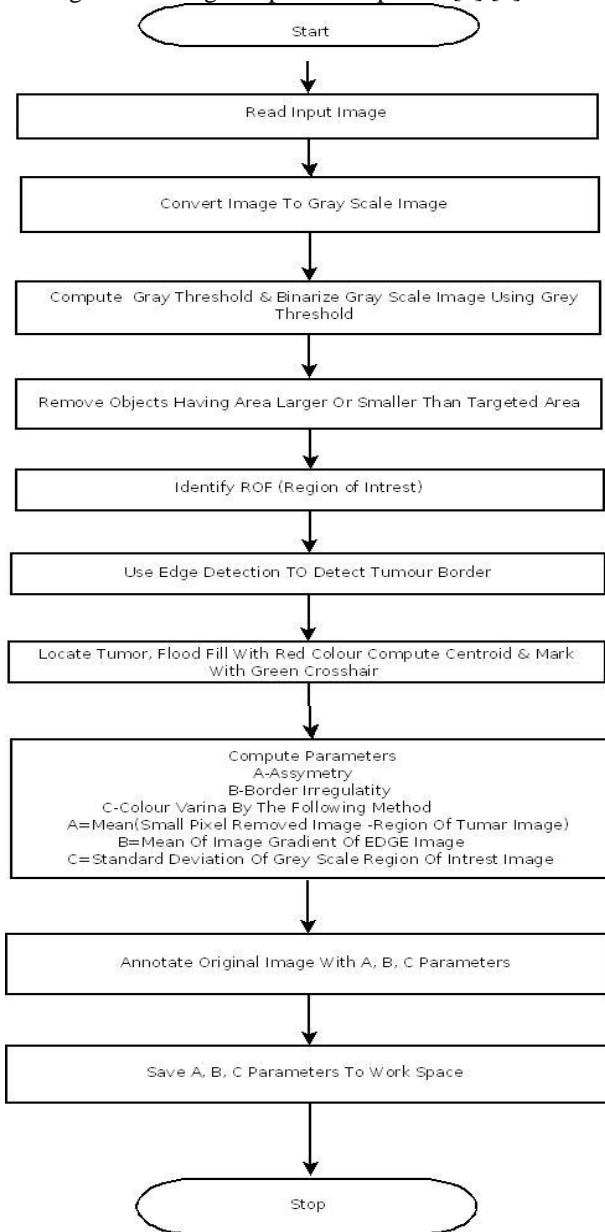 Start
Read Input Image
Convert Image To Gray Scale Image
Compute Gray Threshold & Binarize Gray Scale Image Using Grey
Threshold
Remove Objects Having Area Larger Or Smaller Than Targeted Area
Identify ROF (Region of Intrest)
Use Edge Detection TO Detect Tumour Border
Locate Tumor, Flood Fill With Red Colour Compute Centroid & Mark
With Green Crosshair
Compute Parameters
A-Assymetry
B-Border Irregulatity
C-Colour Varina By The Following Method
A=Mean(Small Pixel Removed Image -Region Of Tumar Image)
B=Mean Of Image Gradient Of EDGE Image
C=Standard Deviation Of Grey Scale Region Of Intrest Image
Annotate Original Image With A, B, C Parameters
Save A, B, C Parameters To Work Space
Stop